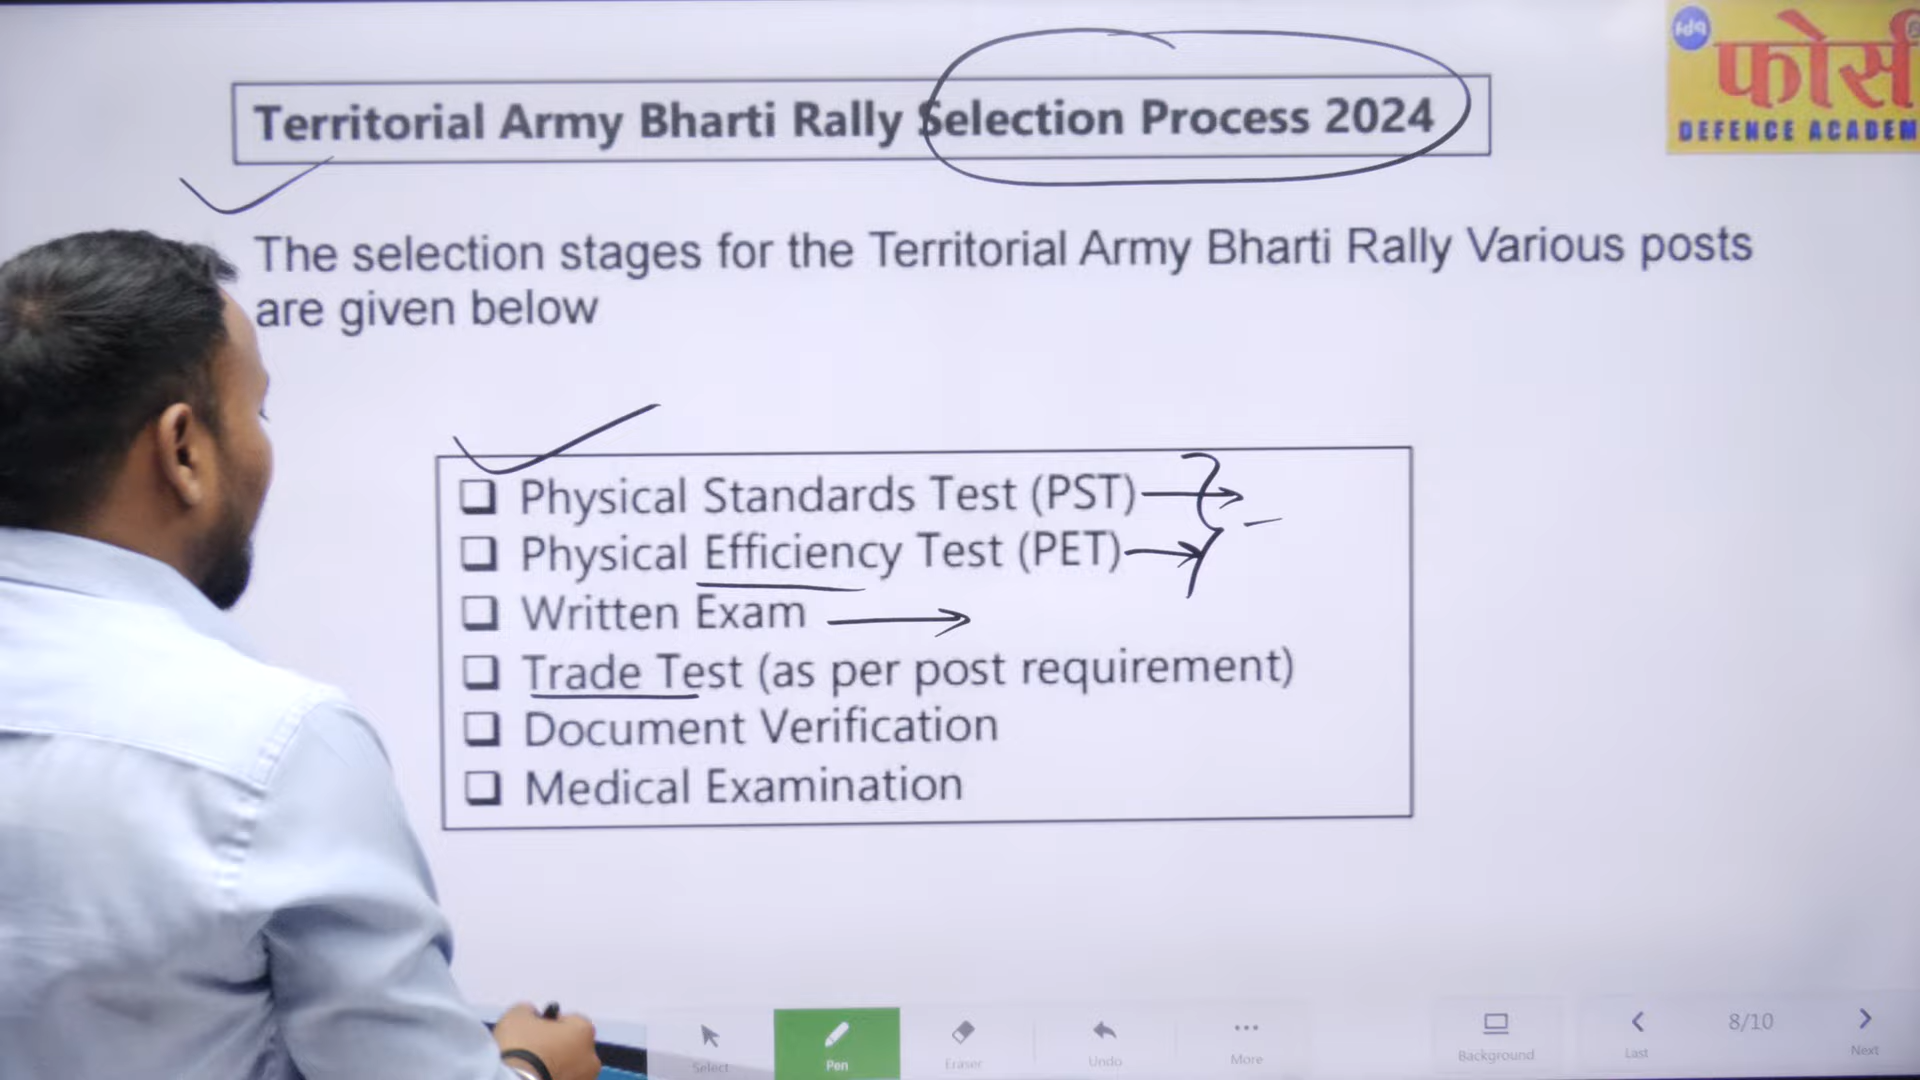 fda
फोर्स
DEFENCE ACADEM
Territorial Army Bharti Rally Selection Process 2024
The selection stages for the Territorial Army Bharti Rally Various posts
are given below
Physical Standards Test (PST)
Physical Efficiency Test (PET)
Written Exam
Trade Test (as per post requirement)
Document Verification
Medical Examination
Select
Pen
Eraser
Undo
More
Background
Last
8/10
Next